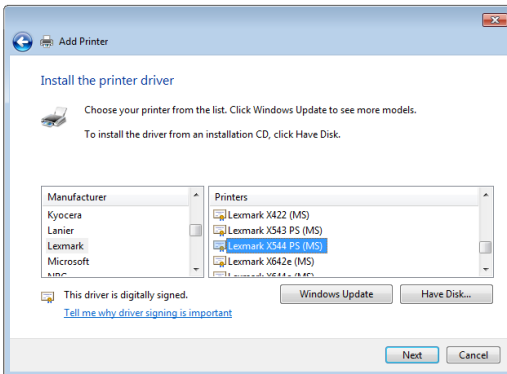 Add Printer
Install the printer driver
Choose your printer from the list. Click Windows Update to see more models.
To install the driver from an installation CD, click Have Disk.
Manufacturer
Kyocera
Lanier
Lexmark
Microsoft
Printers
Lexmark X422 (MS)
Lexmark X543 PS (MS)
Lexmark X544 PS (MS)
Lexmark X642e (MS)
This driver is digitally signed.
Tell me why driver signing is important
Windows Update
Have Disk...
Next
Cancel